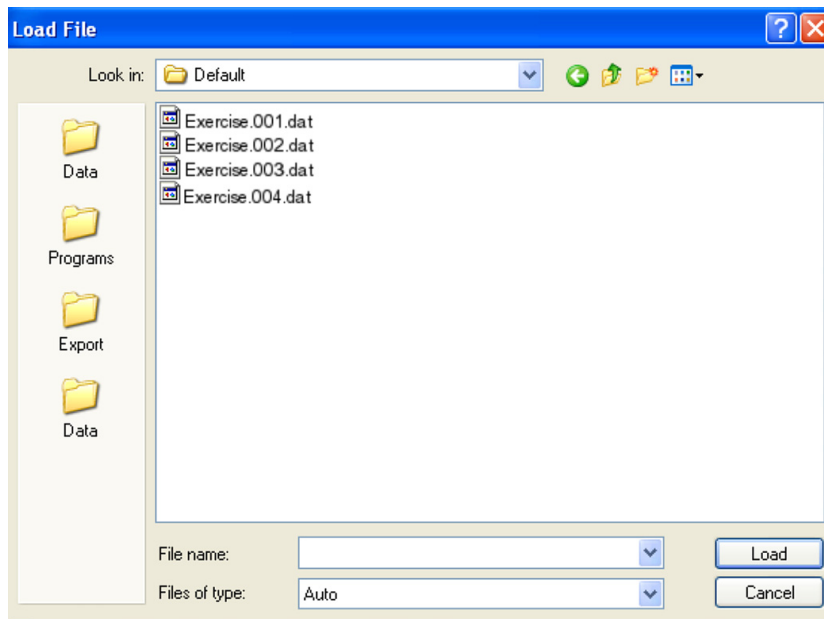 Load File
Look in: Default
Data
Programs
Export
Data
Exercise.001.dat
Exercise.002.dat
Exercise.003.dat
Exercise.004.dat
File name:
Load
Files of type: Auto
Cancel